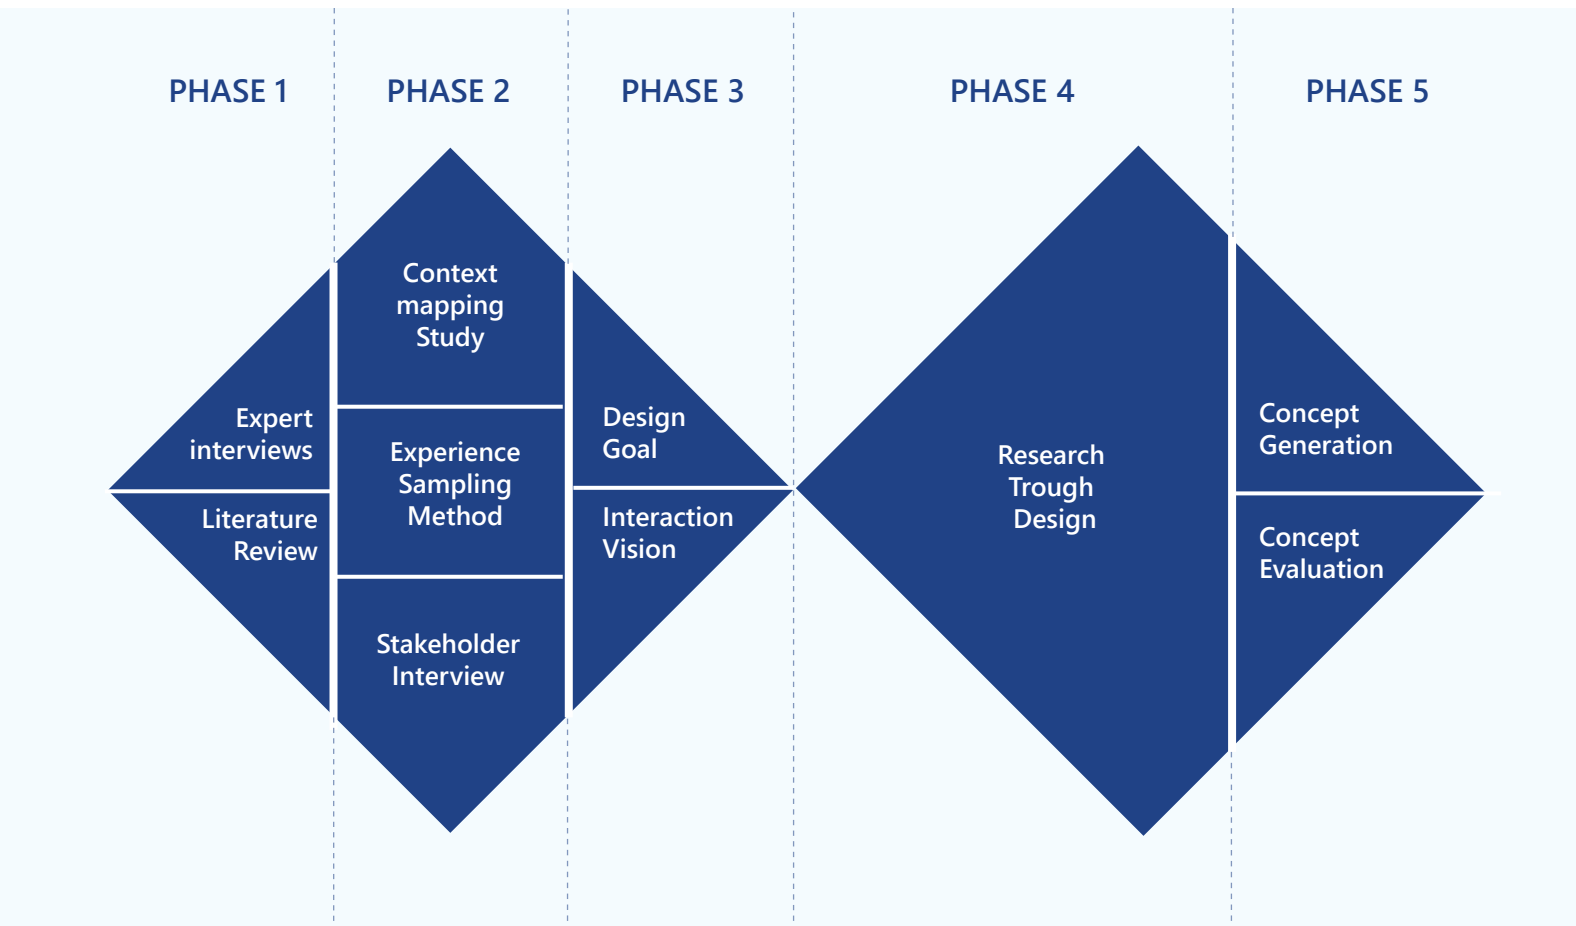 PHASE 1
PHASE 2
PHASE 3
PHASE 4
PHASE 5
Expert
interviews
Literature
Review
Context
mapping
Study
Experience
Sampling
Method
Stakeholder
Interview
Design
Goal
Interaction
Vision
Research
Trough
Design
Concept
Generation
Concept
Evaluation